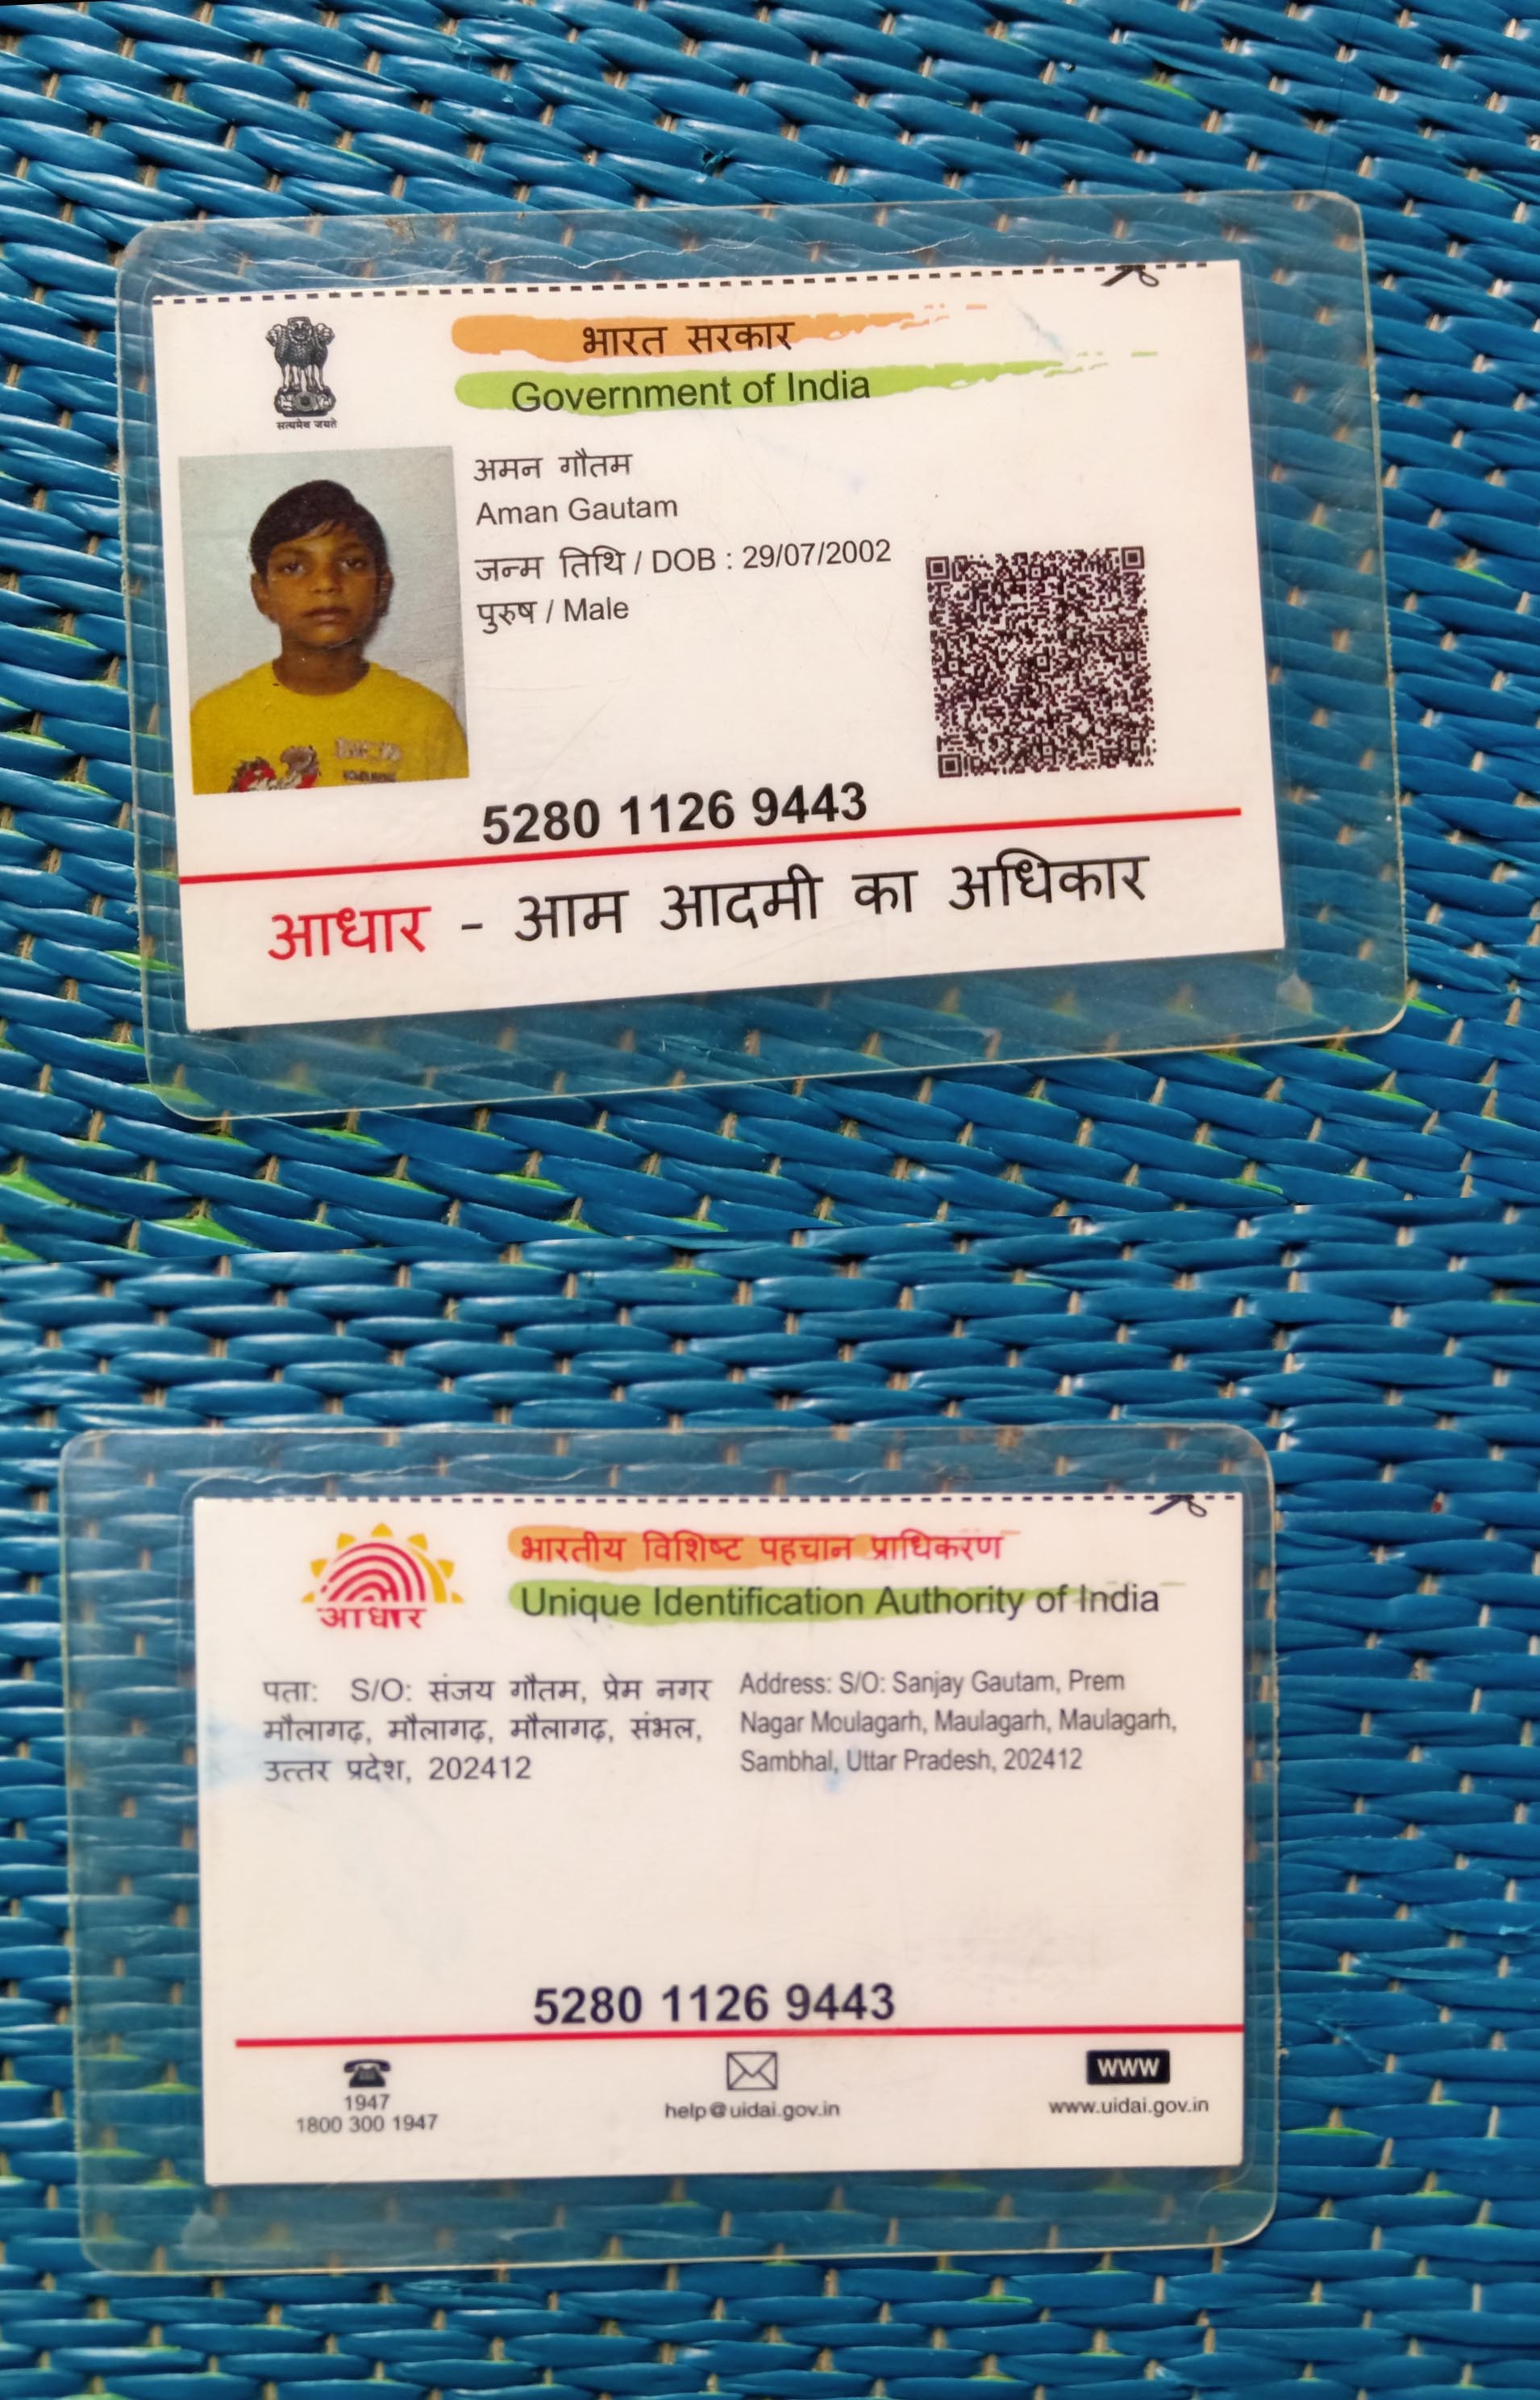 भारत सरकार
Government of India
सत्यमेव जयते
अमन गौतम
Aman Gautam
जन्म तिथि / DOB : 29/07/2002
पुरुष / Male
5280 1126 9443
आधार - आम आदमी का अधिकार
भारतीय विशिष्ट पहचान प्राधिकरण
Unique Identification Authority of India
आधार
पता: S/O: संजय गौतम, प्रेम नगर
मौलागढ़, मौलागढ़, मौलागढ़, संभल,
उत्तर प्रदेश, 202412
Address: S/O: Sanjay Gautam, Prem
Nagar Moulagarh, Maulagarh, Maulagarh,
Sambhal, Uttar Pradesh, 202412
5280 1126 9443
1947
1800 300 1947
help@uidai.gov.in
www
www.uidai.gov.in